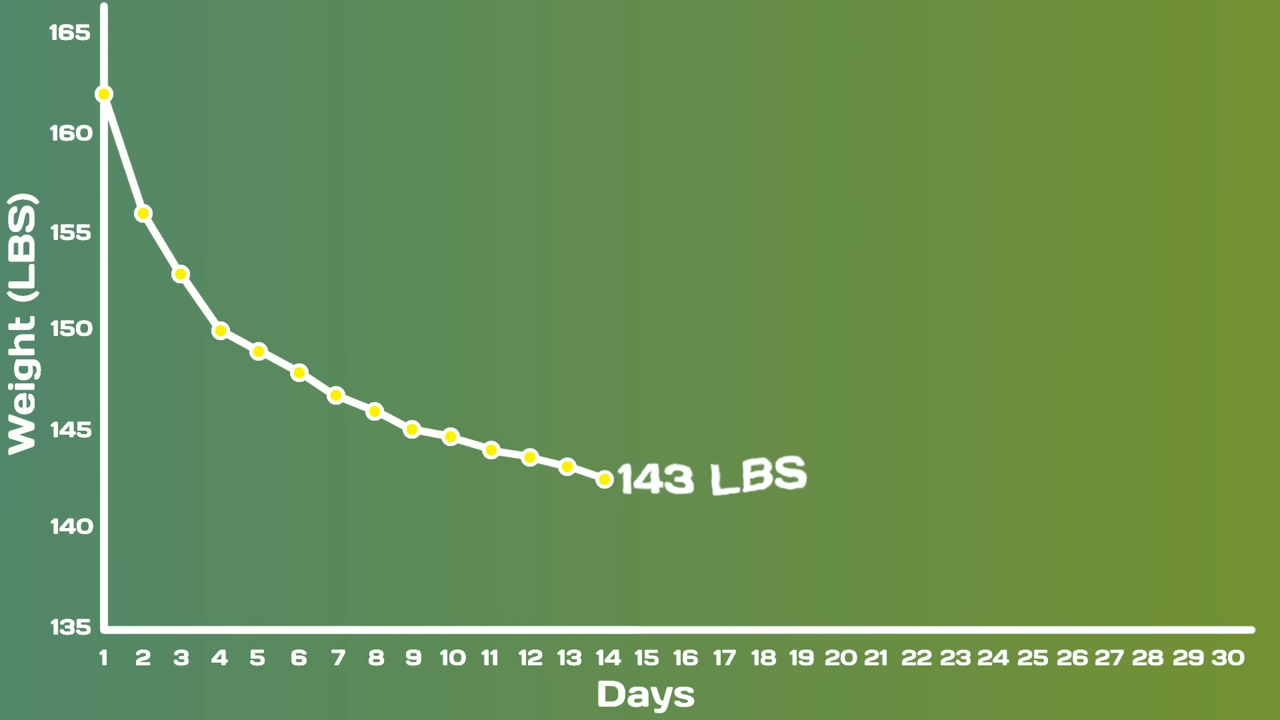 165
160
155
150
145
140
135
Weight (LBS)
143 LBS
1 2 3 4 5 6 7 8 9 10 11 12 13 14 15 16 17 18 19 20 21 22 23 24 25 26 27 28 29 30
Days